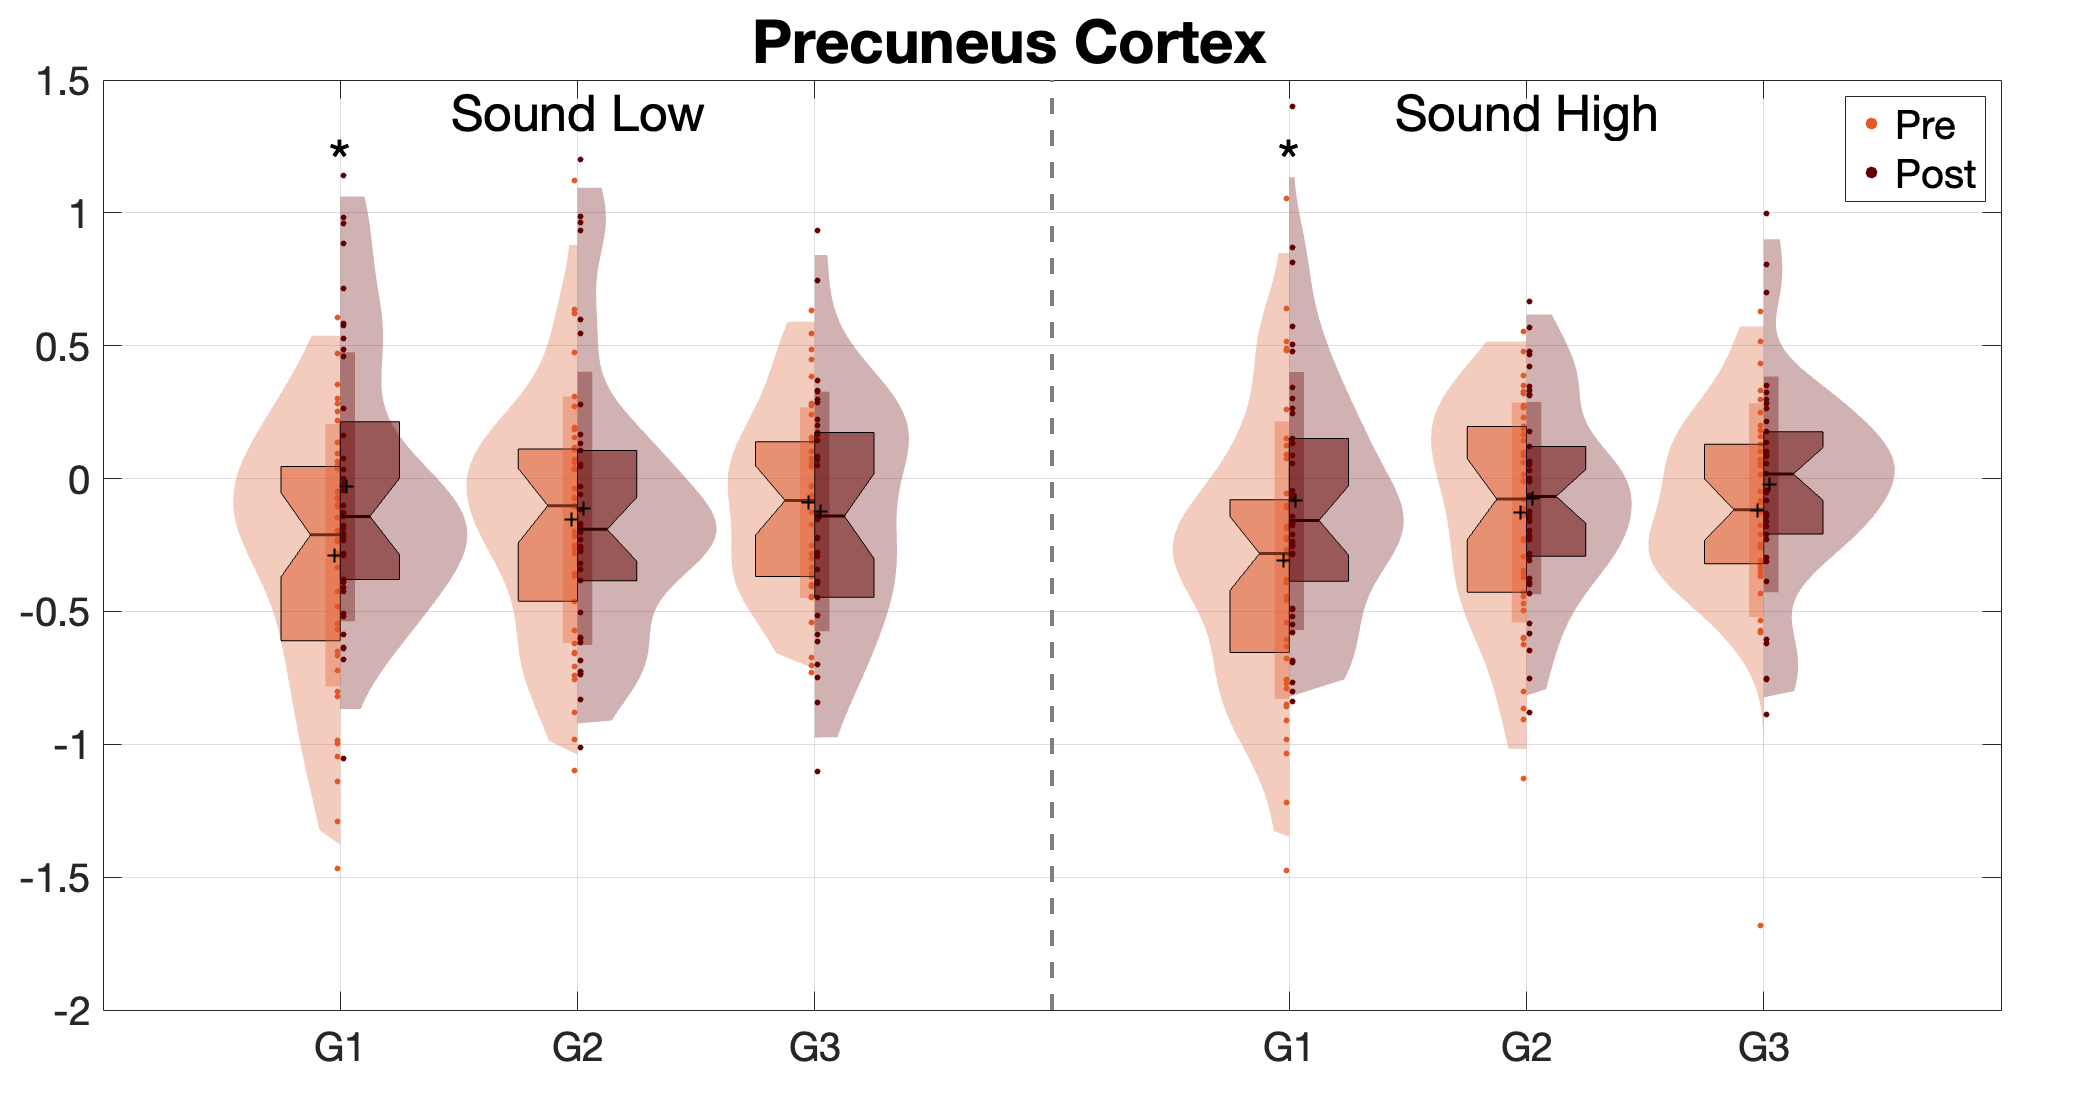 Precuneus Cortex
Sound Low
Sound High
*
*
Pre
Post
1.5
1
0.5
0
-0.5
-1
-1.5
-2
G1
G2
G3
G1
G2
G3